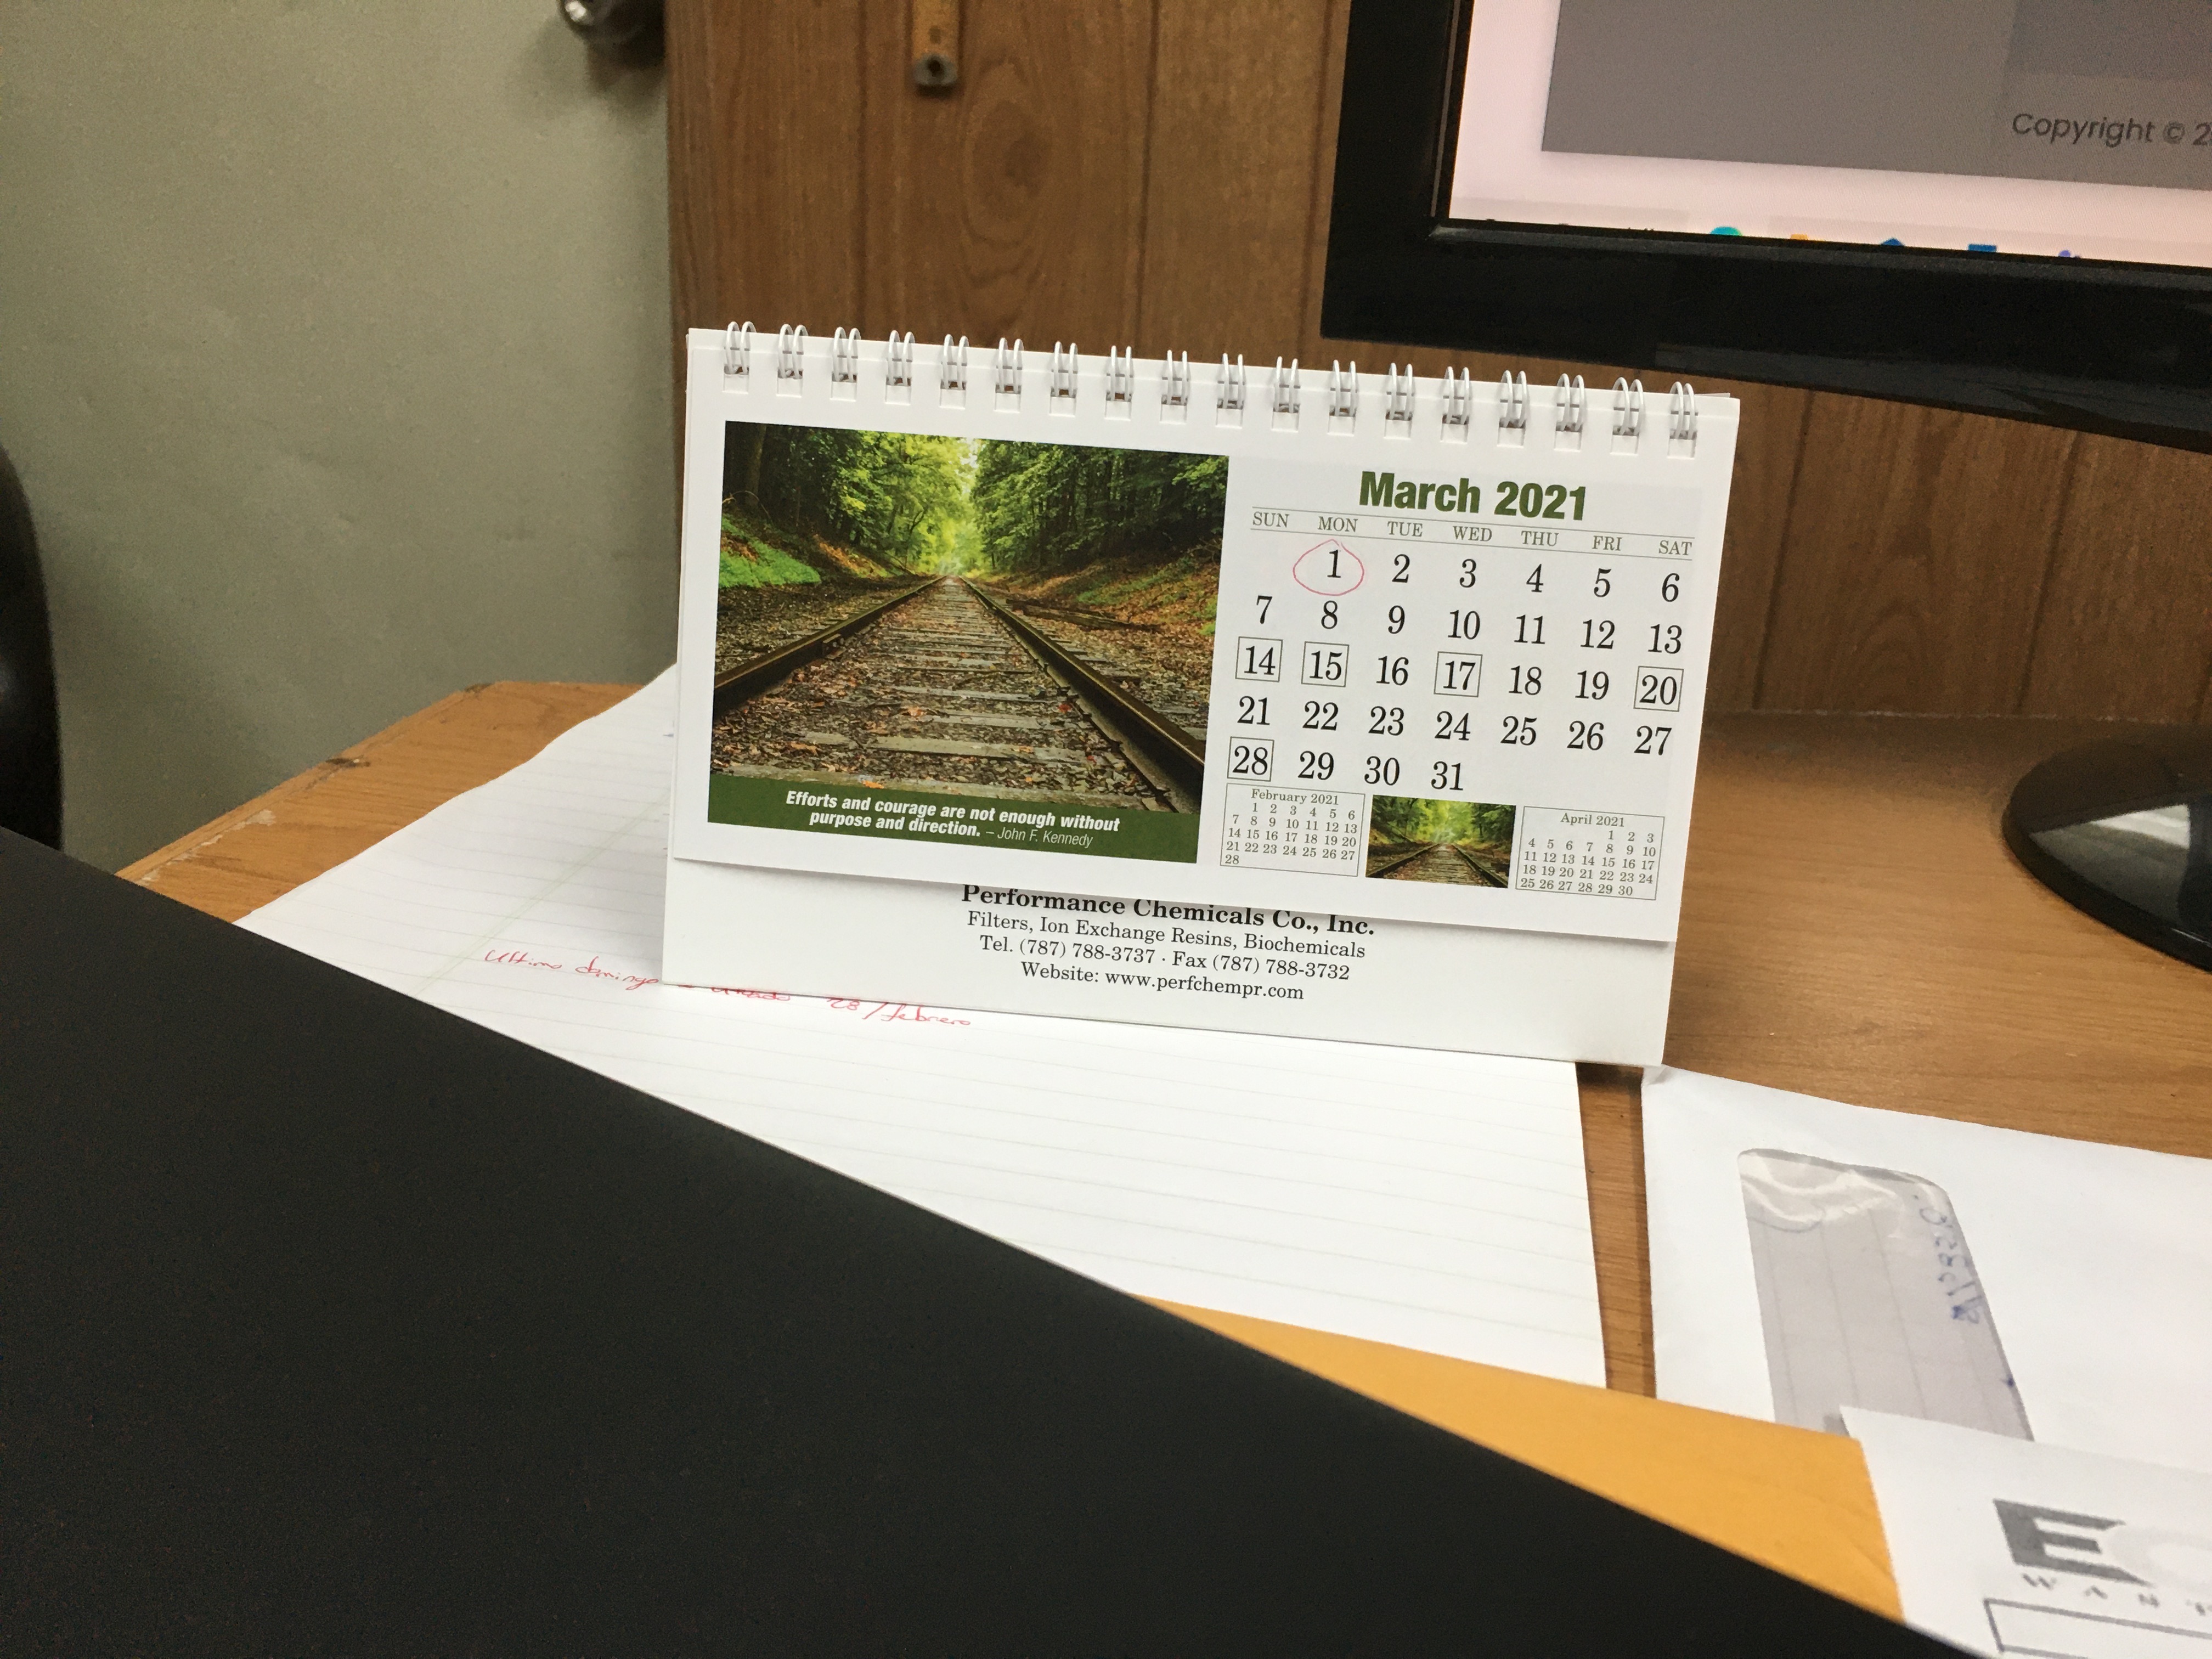 Copyright ©
March 2021
SUN MON TUE WED THU FRI SAT
1 2 3 4 5 6
7 8 9 10 11 12 13
14 15 16 17 18 19 20
21 22 23 24 25 26 27
28 29 30 31
Efforts and courage are not enough without
purpose and direction. – John F. Kennedy
February 2021
1 2 3 4 5 6
7 8 9 10 11 12 13
14 15 16 17 18 19 20
21 22 23 24 25 26 27
28
April 2021
1 2 3
4 5 6 7 8 9 10
11 12 13 14 15 16 17
18 19 20 21 22 23 24
25 26 27 28 29 30
Performance Chemicals Co., Inc.
Filters, Ion Exchange Resins, Biochemicals
Tel. (787) 788-3737 · Fax (787) 788-3732
Website: www.perfchempr.com
Ultimo domingo 28/febrero